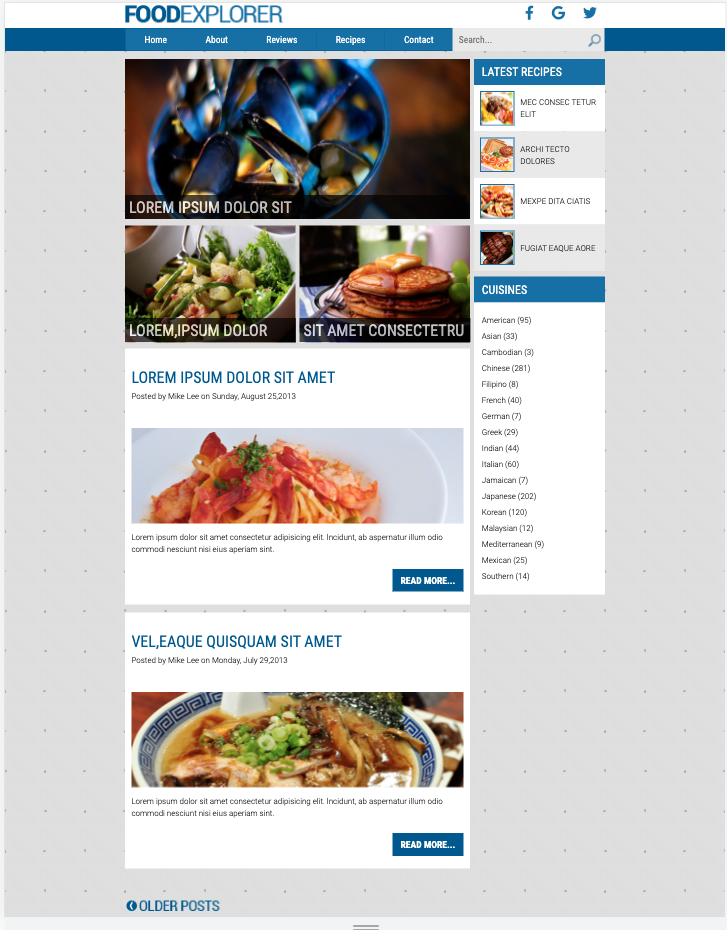 FOODEXPLORER
Home
About
Reviews
Recipes
Contact
Search...
LOREM IPSUM DOLOR SIT
LOREM,IPSUM DOLOR
SIT AMET CONSECTETRU
LOREM IPSUM DOLOR SIT AMET
Posted by Mike Lee on Sunday, August 25,2013
Lorem ipsum dolor sit amet consectetur adipisicing elit. Incidunt, ab aspernatur illum odio
commodi nesciunt nisi eius aperiam sint.
READ MORE...
VEL,EAQUE QUISQUAM SIT AMET
Posted by Mike Lee on Monday, July 29,2013
Lorem ipsum dolor sit amet consectetur adipisicing elit. Incidunt, ab aspernatur illum odio
commodi nesciunt nisi eius aperiam sint.
READ MORE...
OLDER POSTS
LATEST RECIPES
MEC CONSEC TETUR
ELIT
ARCHI TECTO
DOLORES
MEXPE DITA CIATIS
FUGIAT EAQUE AORE
CUISINES
American (95)
Asian (33)
Cambodian (3)
Chinese (281)
Filipino (8)
French (40)
German (7)
Greek (29)
Indian (44)
Italian (60)
Jamaican (7)
Japanese (202)
Korean (120)
Malaysian (12)
Mediterranean (9)
Mexican (25)
Southern (14)